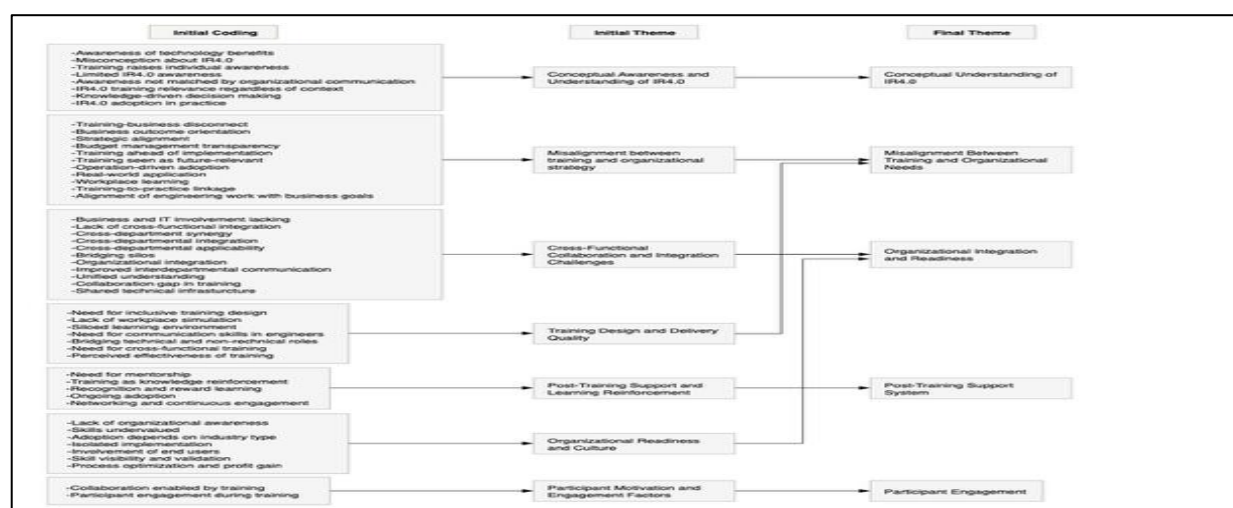 Initial Coding
Initial Theme
Final Theme
-Awareness of technology benefits
-Misconception about IR4.0
-Training raises individual awareness
-Limited IR4.0 awareness
-Awareness not matched by organizational communication
-IR4.0 training relevance regardless of context
-Knowledge-driven decision making
-IR4.0 adoption in practice
Conceptual Awareness and
Understanding of IR4.0
Conceptual Understanding of
IR4.0
-Training-business disconnect
-Business outcome orientation
-Strategic alignment
-Budget management transparency
-Training ahead of implementation
-Training seen as future-relevant
-Operation-driven adoption
-Real-world application
-Workplace learning
-Training-to-practice linkage
-Alignment of engineering work with business goals
Misalignment between
training and organizational
strategy
Misalignment Between
Training and Organizational
Needs
-Business and IT involvement lacking
-Lack of cross-functional integration
-Cross-department synergy
-Cross-departmental integration
-Cross-departmental applicability
-Bridging silos
-Organizational integration
-Improved interdepartmental communication
-Unified understanding
-Collaboration gap in training
-Shared technical infrasturcture
Cross-Functional
Collaboration and Integration
Challenges
Organizational Integration
and Readiness
-Need for inclusive training design
-Lack of workplace simulation
-Siloed learning environment
-Need for communication skills in engineers
-Bridging technical and non-rechnical roles
-Need for cross-functional training
-Perceived effectiveness of training
Training Design and Delivery
Quality
-Need for mentorship
-Training as knowledge reinforcement
-Recognition and reward learning
-Ongoing adoption
-Networking and continuous engagement
Post-Training Support and
Learning Reinforcement
Post-Training Support
System
-Lack of organizational awareness
-Skills undervalued
-Adoption depends on industry type
-Isolated implementation
-Involvement of end users
-Skill visibility and validation
-Process optimization and profit gain
Organizational Readiness
and Culture
-Collaboration enabled by training
-Participant engagement during training
Participant Motivation and
Engagement Factors
Participant Engagement